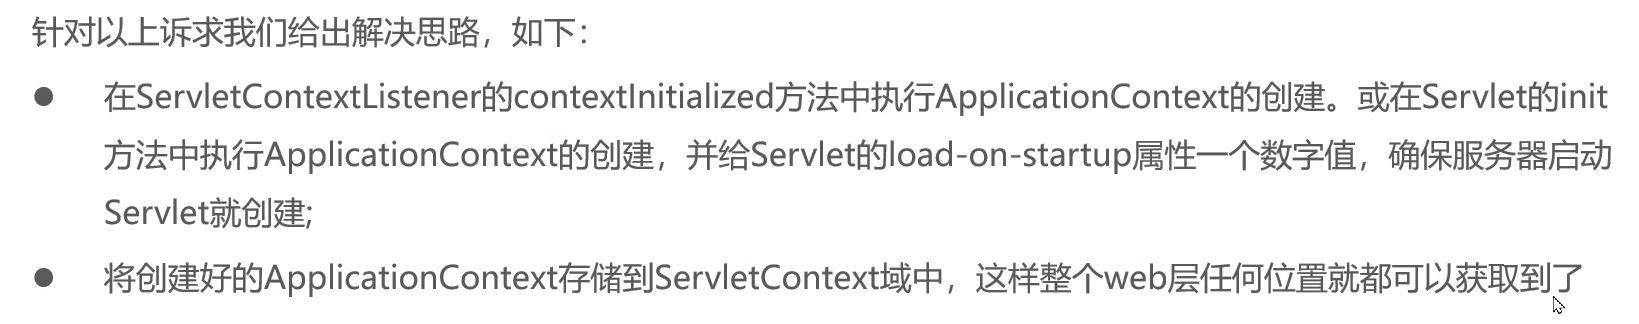 针对以上诉求我们给出解决思路，如下：
● 在ServletContextListener的contextInitialized方法中执行ApplicationContext的创建。或在Servlet的init
方法中执行ApplicationContext的创建，并给Servlet的load-on-startup属性一个数字值，确保服务器启动
Servlet就创建;
● 将创建好的ApplicationContext存储到ServletContext域中，这样整个web层任何位置就都可以获取到了